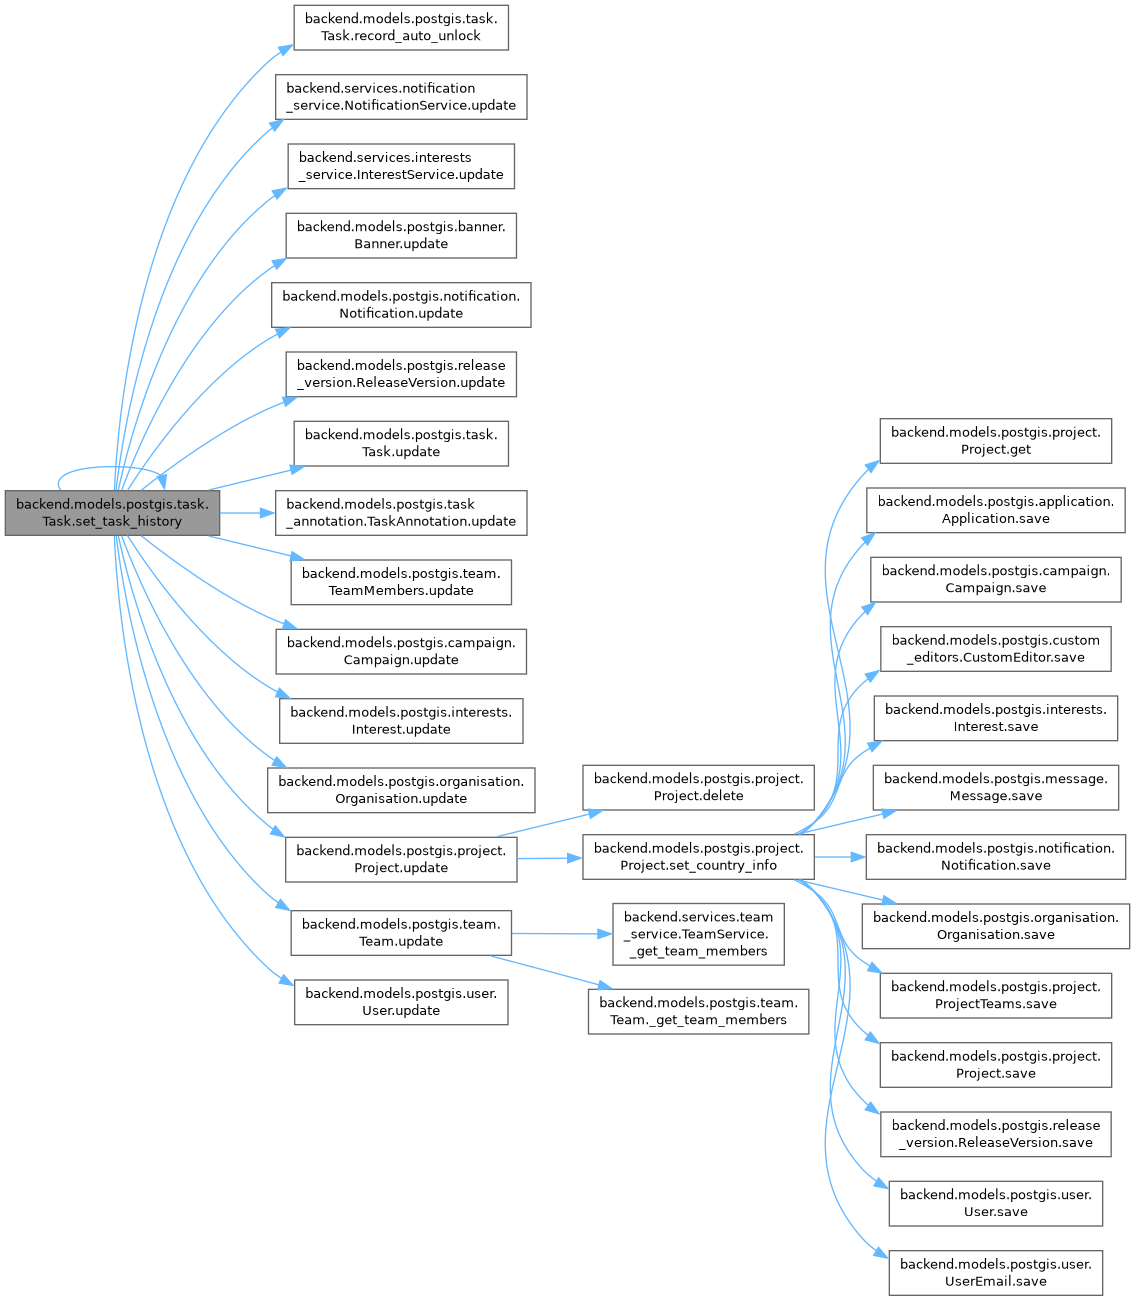 backend.models.postgis.task.
Task.set_task_history
backend.models.postgis.task.
Task.record_auto_unlock
backend.services.notification
_service.NotificationService.update
backend.services.interests
_service.InterestService.update
backend.models.postgis.banner.
Banner.update
backend.models.postgis.notification.
Notification.update
backend.models.postgis.release
_version.ReleaseVersion.update
backend.models.postgis.task.
Task.update
backend.models.postgis.task
_annotation.TaskAnnotation.update
backend.models.postgis.team.
TeamMembers.update
backend.models.postgis.campaign.
Campaign.update
backend.models.postgis.interests.
Interest.update
backend.models.postgis.organisation.
Organisation.update
backend.models.postgis.project.
Project.update
backend.models.postgis.team.
Team.update
backend.models.postgis.user.
User.update
backend.models.postgis.project.
Project.delete
backend.models.postgis.project.
Project.set_country_info
backend.services.team
_service.TeamService.
_get_team_members
backend.models.postgis.team.
Team._get_team_members
backend.models.postgis.project.
Project.get
backend.models.postgis.application.
Application.save
backend.models.postgis.campaign.
Campaign.save
backend.models.postgis.custom
_editors.CustomEditor.save
backend.models.postgis.interests.
Interest.save
backend.models.postgis.message.
Message.save
backend.models.postgis.notification.
Notification.save
backend.models.postgis.organisation.
Organisation.save
backend.models.postgis.project.
ProjectTeams.save
backend.models.postgis.project.
Project.save
backend.models.postgis.release
_version.ReleaseVersion.save
backend.models.postgis.user.
User.save
backend.models.postgis.user.
UserEmail.save